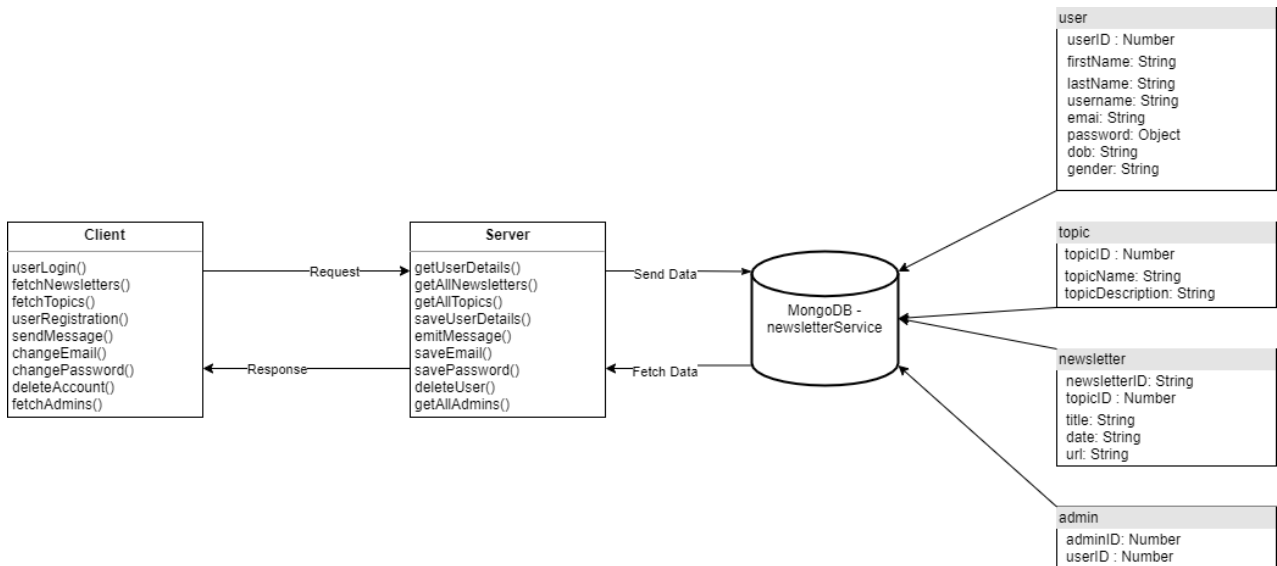 Client
userLogin()
fetchNewsletters()
fetchTopics()
userRegistration()
sendMessage()
changeEmail()
changePassword()
deleteAccount()
fetchAdmins()
Request
Response
Server
getUserDetails()
getAllNewsletters()
getAllTopics()
saveUserDetails()
emitMessage()
saveEmail()
savePassword()
deleteUser()
getAllAdmins()
Send Data
Fetch Data
MongoDB -
newsletterService
user
userID : Number
firstName: String
lastName: String
username: String
emai: String
password: Object
dob: String
gender: String
topic
topicID : Number
topicName: String
topicDescription: String
newsletter
newsletterID: String
topicID : Number
title: String
date: String
url: String
admin
adminID: Number
userID : Number